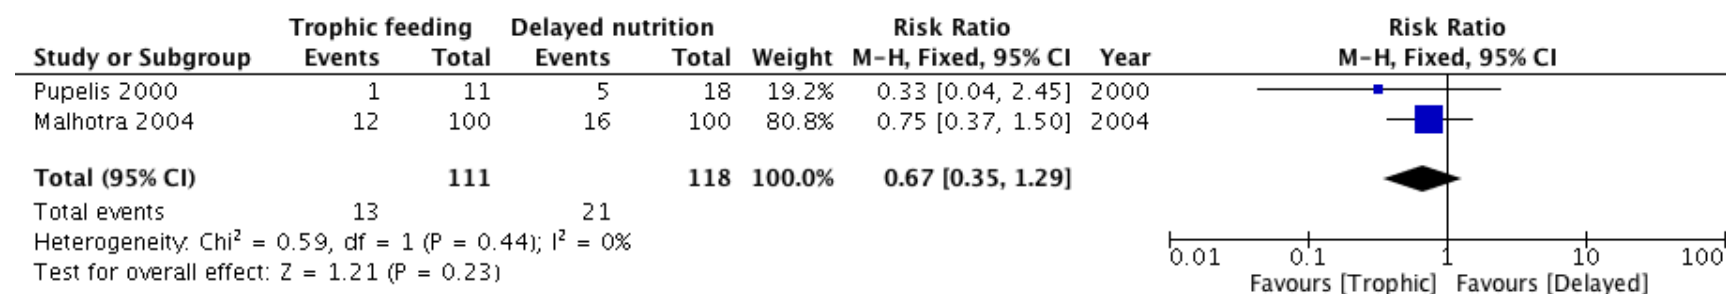 Trophic feeding Delayed nutrition Risk Ratio Risk Ratio
Study or Subgroup Events Total Events Total Weight M-H, Fixed, 95% CI Year M-H, Fixed, 95% CI
Pupelis 2000 1 11 5 18 19.2% 0.33 [0.04, 2.45] 2000
Malhotra 2004 12 100 16 100 80.8% 0.75 [0.37, 1.50] 2004
Total (95% CI) 111 118 100.0% 0.67 [0.35, 1.29]
Total events 13 21
Heterogeneity: Chi² = 0.59, df = 1 (P = 0.44); I² = 0%
Test for overall effect: Z = 1.21 (P = 0.23)
0.01 0.1 1 10 100
Favours [Trophic] Favours [Delayed]